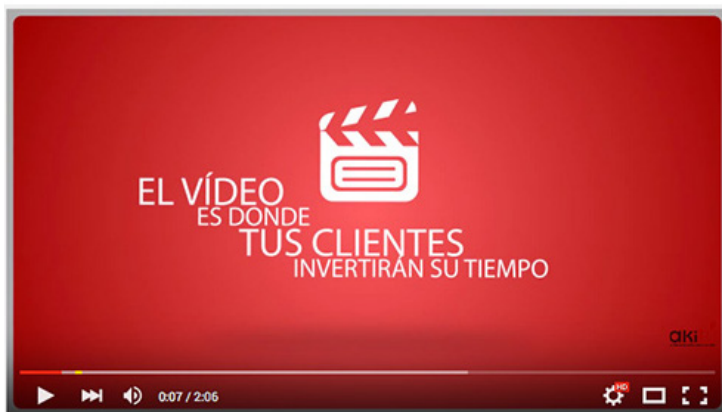 EL VÍDEO
ES DONDE
TUS CLIENTES
INVERTIRÁN SU TIEMPO
aki
0:07 / 2:06
HD